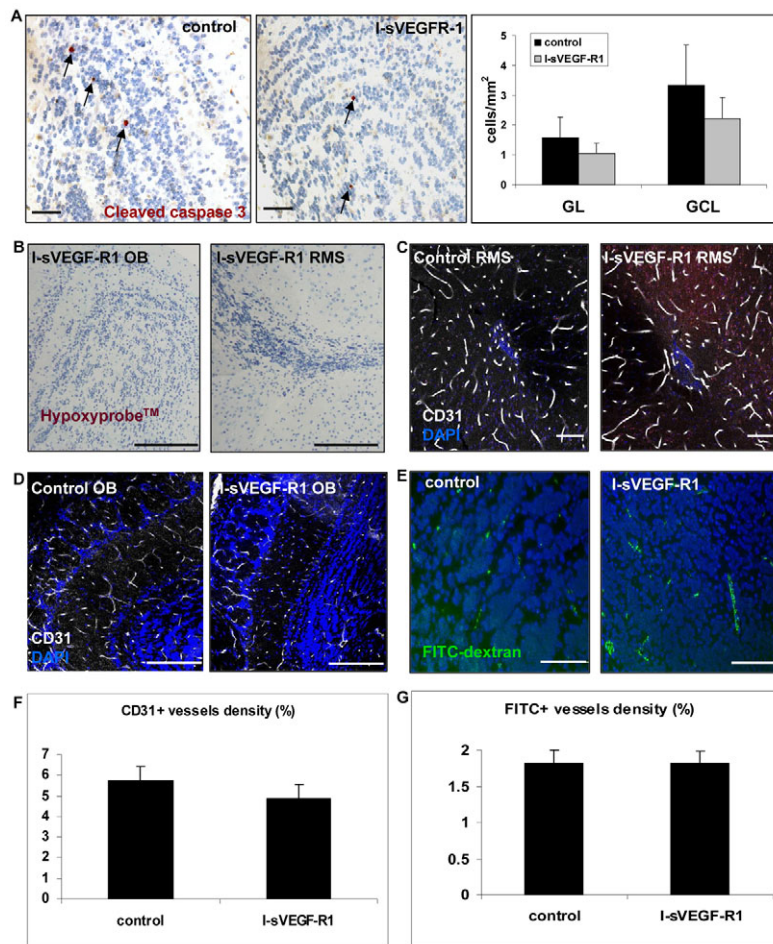 A
control
I-sVEGFR-1
Cleaved caspase 3
control
I-sVEGF-R1
cells/mm²
5
4
3
2
1
0
GL
GCL
B
I-sVEGF-R1 OB
I-sVEGF-R1 RMS
Hypoxyprobe™
C
Control RMS
I-sVEGF-R1 RMS
CD31
DAPI
D
Control OB
I-sVEGF-R1 OB
CD31
DAPI
E
control
I-sVEGF-R1
FITC-dextran
F
CD31+ vessels density (%)
7
6
5
4
3
2
1
0
control
I-sVEGF-R1
G
FITC+ vessels density (%)
2
1.5
1
0.5
0
control
I-sVEGF-R1